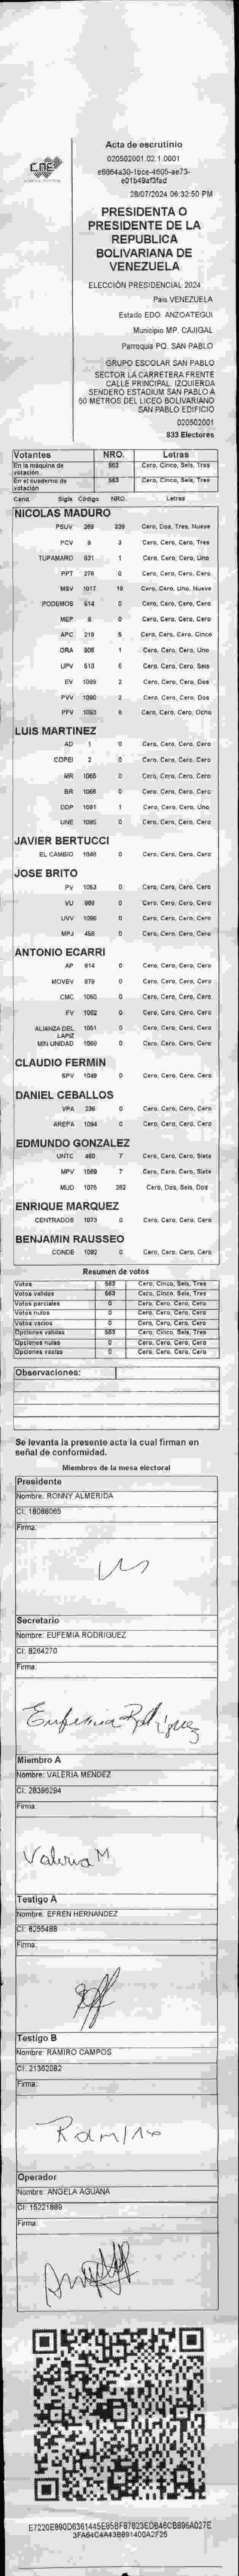 CNE
Acta de escrutinio
020502001.02.1.0001
e8864a30-1bce-4605-ae73-
e01b49af3fad
28/07/2024 06:32:50 PM
PRESIDENTA O
PRESIDENTE DE LA
REPUBLICA
BOLIVARIANA DE
VENEZUELA
ELECCIÓN PRESIDENCIAL 2024
Pais VENEZUELA
Estado EDO. ANZOATEGUI
Municipio MP. CAJIGAL
Parroquia PQ. SAN PABLO
GRUPO ESCOLAR SAN PABLO
SECTOR LA CARRETERA FRENTE
CALLE PRINCIPAL. IZQUIERDA
SENDERO ESTADIUM SAN PABLO A
50 METROS DEL LICEO BOLIVARIANO
SAN PABLO EDIFICIO
020502001
833 Electores
Votantes NRO. Letras
En la máquina de votación 563 Cero, Cinco, Seis, Tres
En el cuaderno de votación 563 Cero, Cinco, Seis, Tres
Cand. Sigla Código NRO. Letras
NICOLAS MADURO
PSUV 269 239 Cero, Dos, Tres, Nueve
PCV 8 3 Cero, Cero, Cero, Tres
TUPAMARO 831 1 Cero, Cero, Cero, Uno
PPT 276 0 Cero, Cero, Cero, Cero
MSV 1017 19 Cero, Cero, Uno, Nueve
PODEMOS 514 0 Cero, Cero, Cero, Cero
MEP 6 0 Cero, Cero, Cero, Cero
APC 219 5 Cero, Cero, Cero, Cinco
ORA 906 1 Cero, Cero, Cero, Uno
UPV 513 6 Cero, Cero, Cero, Seis
EV 1089 2 Cero, Cero, Cero, Dos
PVV 1090 2 Cero, Cero, Cero, Dos
PFV 1093 8 Cero, Cero, Cero, Ocho
LUIS MARTINEZ
AD 1 0 Cero, Cero, Cero, Cero
COPEI 2 0 Cero, Cero, Cero, Cero
MR 1065 0 Cero, Cero, Cero, Cero
BR 1066 0 Cero, Cero, Cero, Cero
DDP 1091 1 Cero, Cero, Cero, Uno
UNE 1095 0 Cero, Cero, Cero, Cero
JAVIER BERTUCCI
EL CAMBIO 1048 0 Cero, Cero, Cero, Cero
JOSE BRITO
PV 1053 0 Cero, Cero, Cero, Cero
VU 989 0 Cero, Cero, Cero, Cero
UVV 1096 0 Cero, Cero, Cero, Cero
MPJ 458 0 Cero, Cero, Cero, Cero
ANTONIO ECARRI
AP 614 0 Cero, Cero, Cero, Cero
MOVEV 879 0 Cero, Cero, Cero, Cero
CMC 1050 0 Cero, Cero, Cero, Cero
FV 1052 0 Cero, Cero, Cero, Cero
ALIANZA DEL LAPIZ 1051 0 Cero, Cero, Cero, Cero
MIN UNIDAD 1069 0 Cero, Cero, Cero, Cero
CLAUDIO FERMIN
SPV 1049 0 Cero, Cero, Cero, Cero
DANIEL CEBALLOS
VPA 236 0 Cero, Cero, Cero, Cero
AREPA 1094 0 Cero, Cero, Cero, Cero
EDMUNDO GONZALEZ
UNTC 460 7 Cero, Cero, Cero, Siete
MPV 1069 7 Cero, Cero, Cero, Siete
MUD 1076 262 Cero, Dos, Seis, Dos
ENRIQUE MARQUEZ
CENTRADOS 1073 0 Cero, Cero, Cero, Cero
BENJAMIN RAUSSEO
CONDE 1092 0 Cero, Cero, Cero, Cero
Resumen de votos
Votos 563 Cero, Cinco, Seis, Tres
Votos validos 563 Cero, Cinco, Seis, Tres
Votos parciales 0 Cero, Cero, Cero, Cero
Votos nulos 0 Cero, Cero, Cero, Cero
Votos vacios 0 Cero, Cero, Cero, Cero
Opciones validas 563 Cero, Cinco, Seis, Tres
Opciones nulas 0 Cero, Cero, Cero, Cero
Opciones vacias 0 Cero, Cero, Cero, Cero
Observaciones:
Se levanta la presente acta la cual firman en
señal de conformidad.
Miembros de la mesa electoral
Presidente
Nombre: RONNY ALMERIDA
CI: 18088065
Firma:
Secretario
Nombre: EUFEMIA RODRIGUEZ
CI: 8264270
Firma:
Eufemia Rodríguez
Miembro A
Nombre: VALERIA MENDEZ
CI: 28396294
Firma:
Valeria M
Testigo A
Nombre: EFREN HERNANDEZ
CI: 8255488
Firma:
Testigo B
Nombre: RAMIRO CAMPOS
CI: 21392082
Firma:
Ramiro
Operador
Nombre: ANGELA AGUANA
CI: 15221889
Firma:
E7220E890D6361445E85BF87823EDB46CB896A027E
3FA64C4A43B891400A2F25